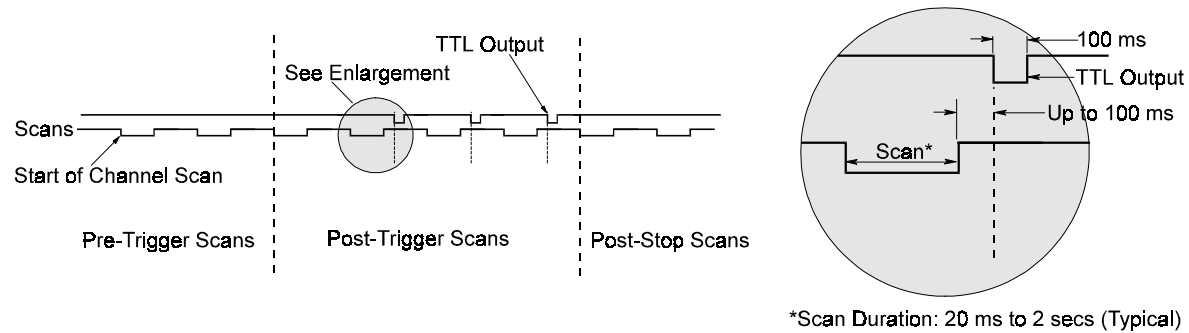 TTL Output
See Enlargement
Scans
Start of Channel Scan
Pre-Trigger Scans
Post-Trigger Scans
Post-Stop Scans
100 ms
TTL Output
Up to 100 ms
Scan*
*Scan Duration: 20 ms to 2 secs (Typical)